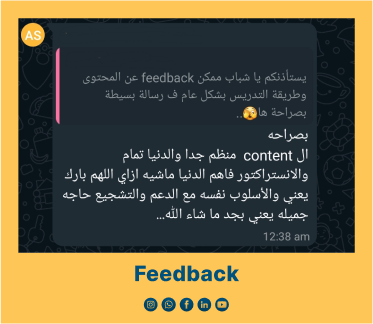 AS
يستأذنكم يا شباب ممكن feedback عن المحتوى
وطريقة التدريس بشكل عام ف رسالة بسيطة
بصراحة ها🫣..
بصراحه
ال content منظم جدا والدنيا تمام
والانستراكتور فاهم الدنيا ماشيه ازاي اللهم بارك
يعني والأسلوب نفسه مع الدعم والتشجيع حاجه
جميله يعني بجد ما شاء الله...
12:38 am
Feedback